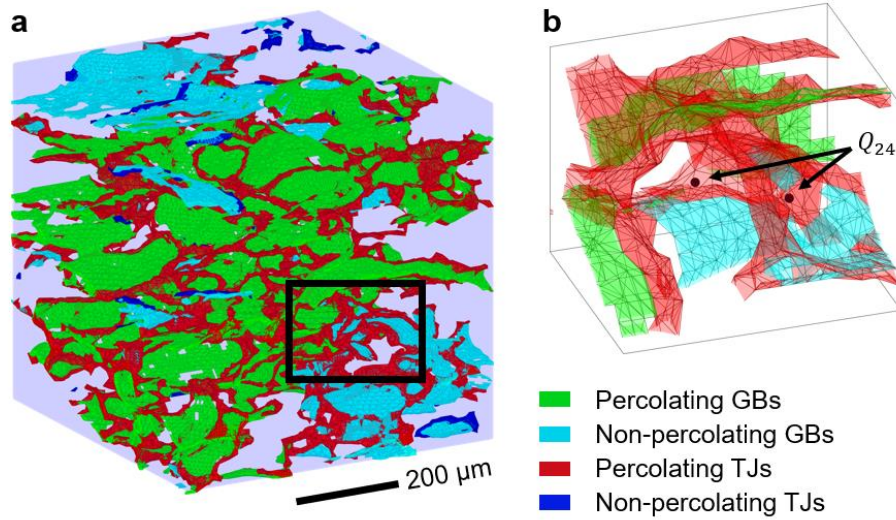 a
b
Q₂₄
200 μm
Percolating GBs
Non-percolating GBs
Percolating TJs
Non-percolating TJs